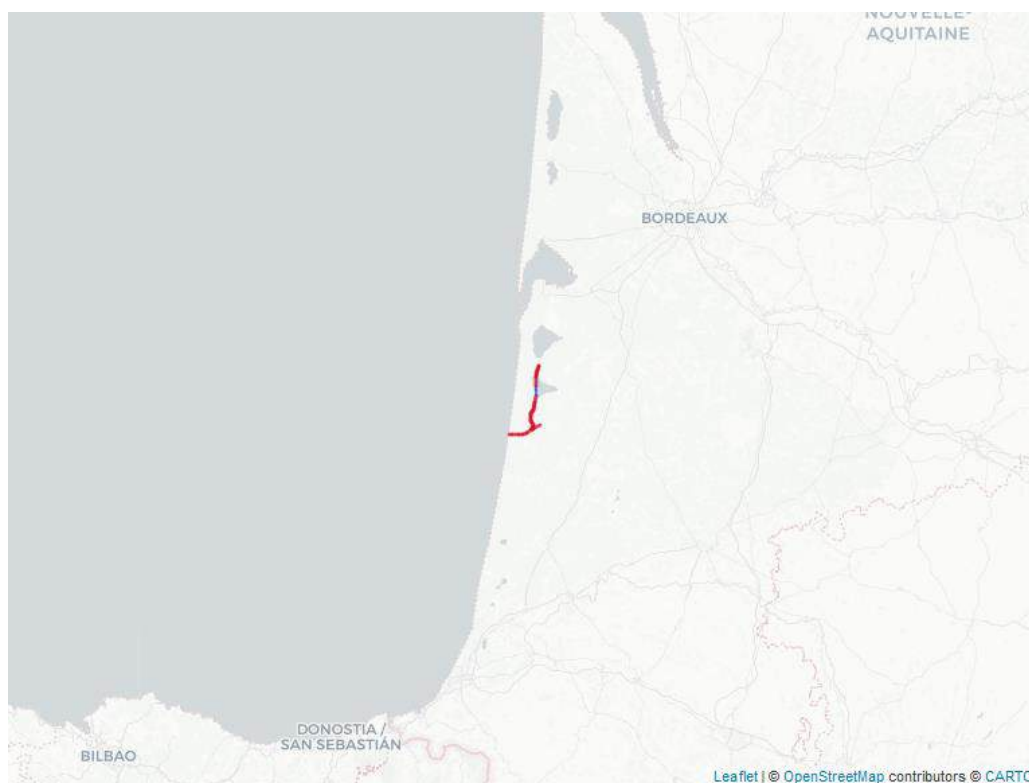 NOUVELLE-
AQUITAINE
BORDEAUX
DONOSTIA /
SAN SEBASTIÁN
BILBAO
Leaflet | © OpenStreetMap contributors © CARTO